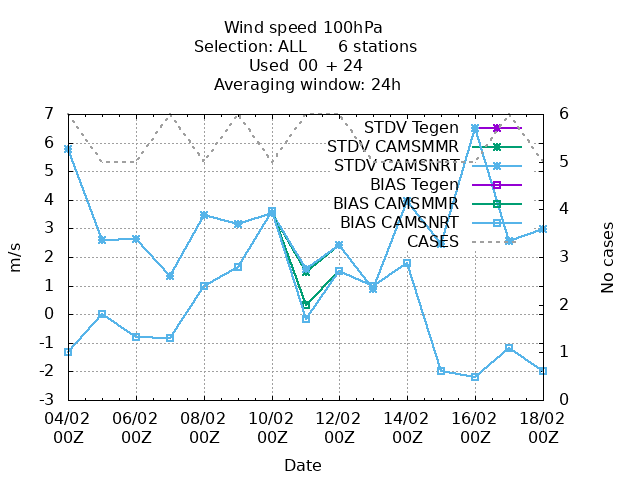 Wind speed 100hPa
Selection: ALL 6 stations
Used 00 + 24
Averaging window: 24h
7
6
5
4
3
2
1
0
-1
-2
-3
m/s
6
5
4
3
2
1
0
No cases
STDV Tegen
STDV CAMSMMR
STDV CAMSNRT
BIAS Tegen
BIAS CAMSMMR
BIAS CAMSNRT
CASES
04/02 06/02 08/02 10/02 12/02 14/02 16/02 18/02
00Z 00Z 00Z 00Z 00Z 00Z 00Z 00Z
Date